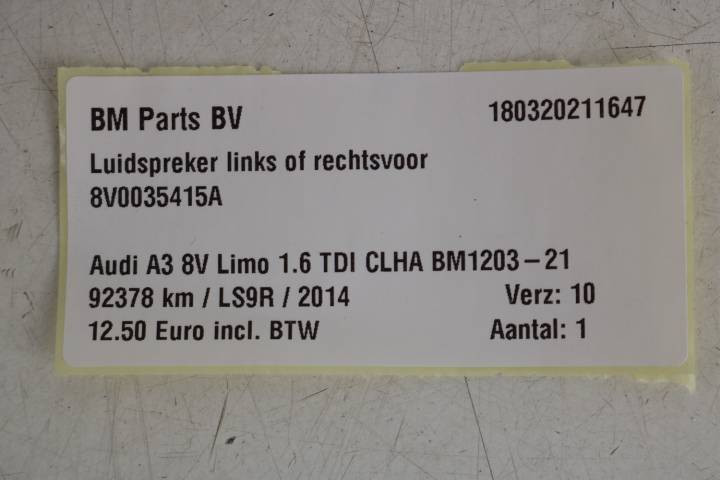 BM Parts BV 180320211647
Luidspreker links of rechtsvoor
8V0035415A
Audi A3 8V Limo 1.6 TDI CLHA BM1203-21
92378 km / LS9R / 2014 Verz: 10
12.50 Euro incl. BTW Aantal: 1